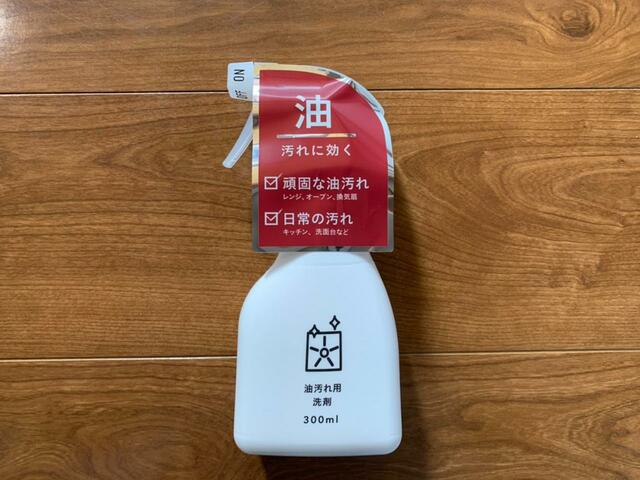 ON
OFF
油
汚れに効く
頑固な油汚れ
レンジ、オーブン、換気扇
日常の汚れ
キッチン、洗面台など
油汚れ用
洗剤
300ml